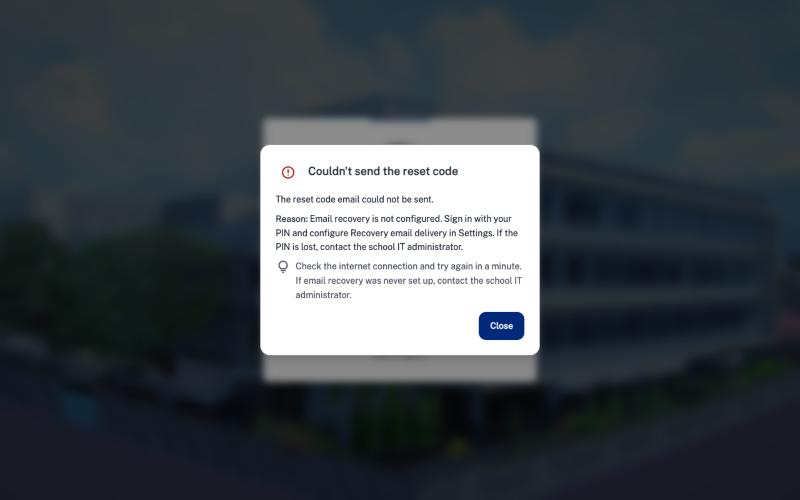 Couldn't send the reset code
The reset code email could not be sent.
Reason: Email recovery is not configured. Sign in with your
PIN and configure Recovery email delivery in Settings. If the
PIN is lost, contact the school IT administrator.
Check the internet connection and try again in a minute.
If email recovery was never set up, contact the school IT
administrator.
Close